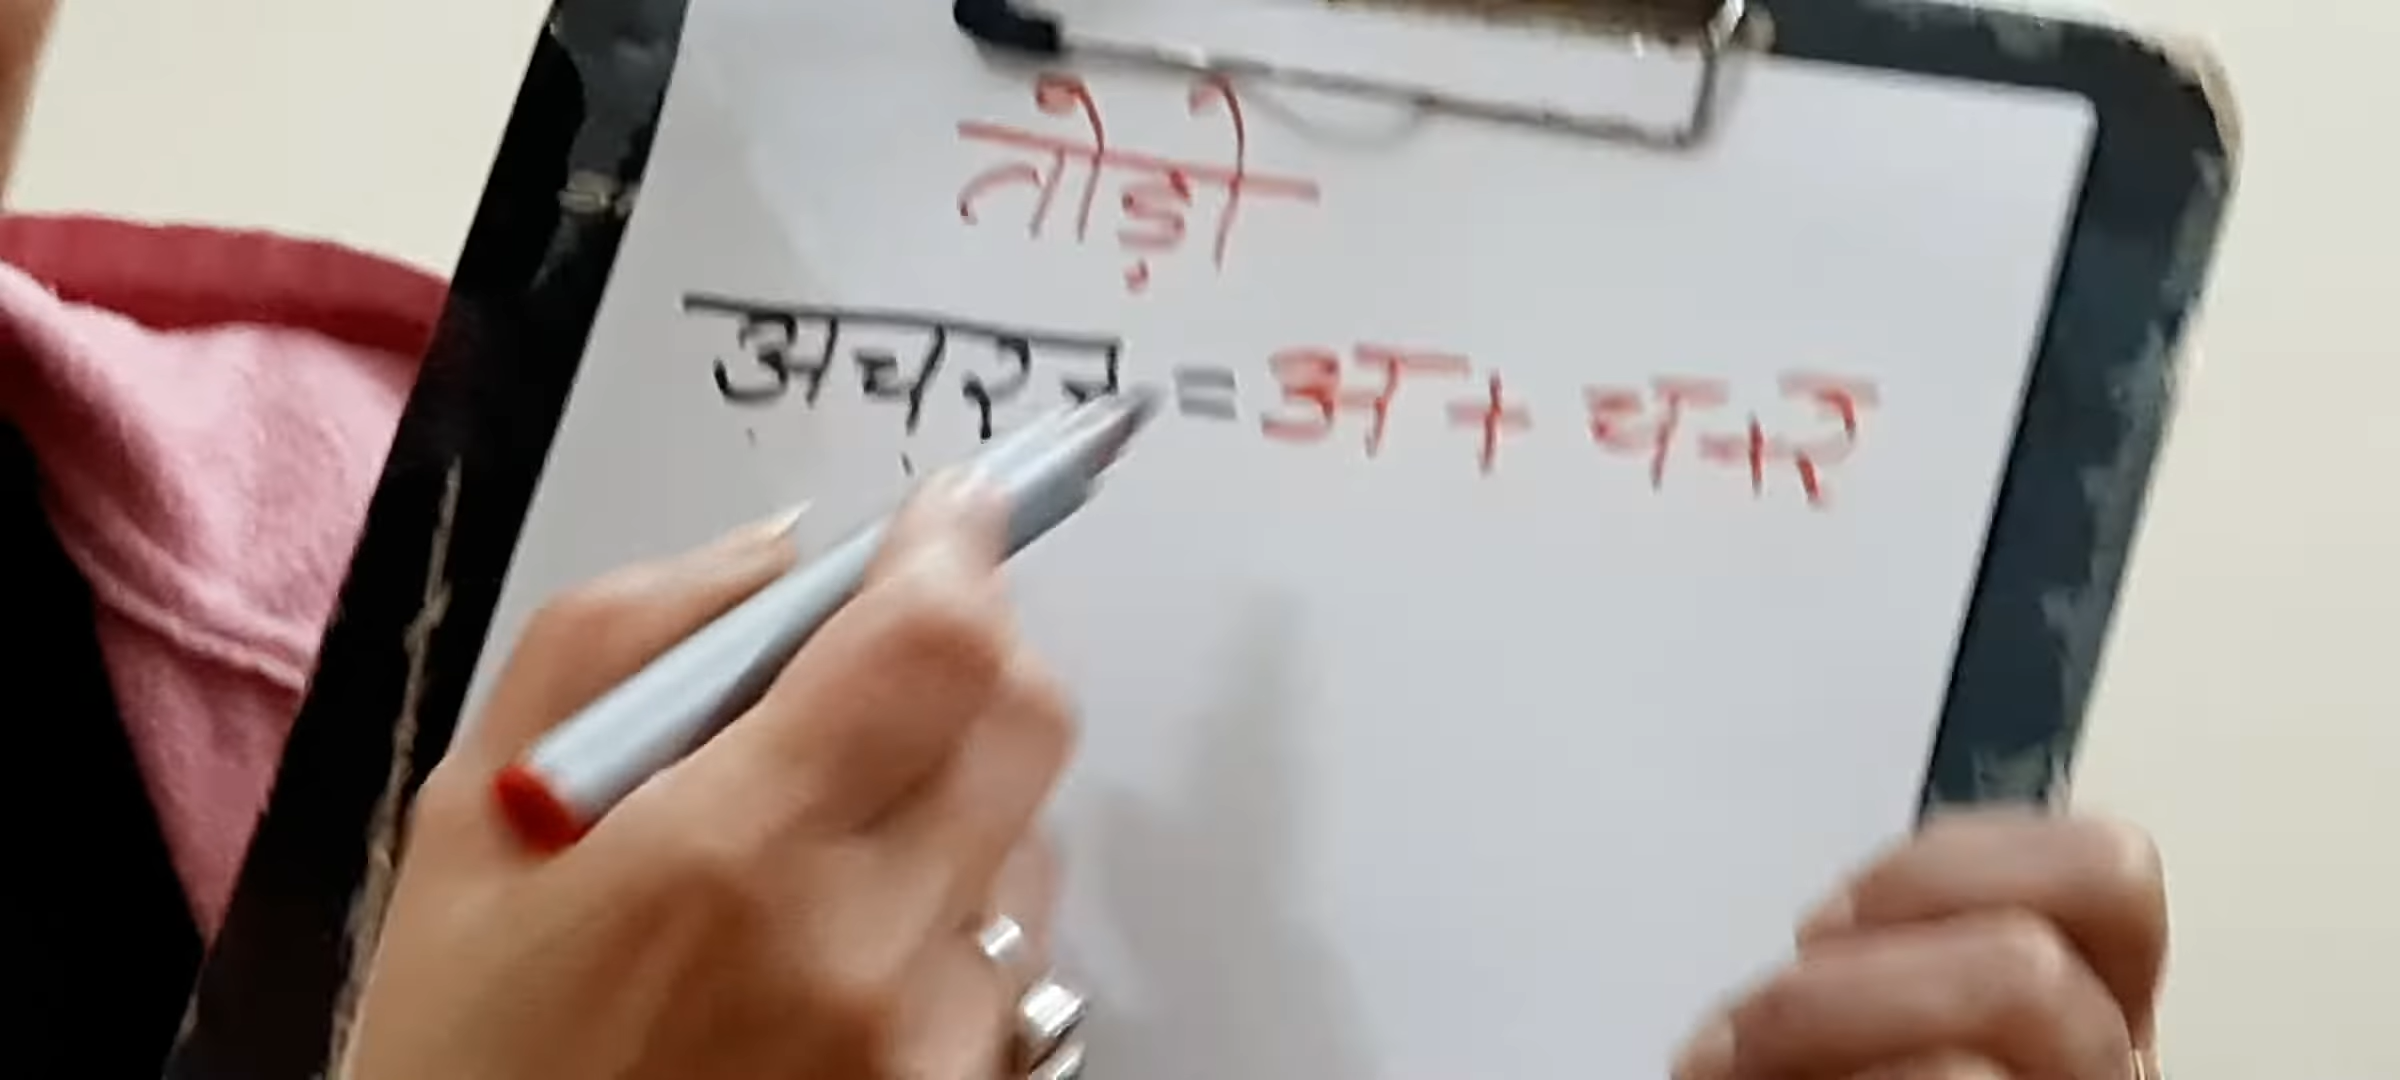 तोड़ो
अचरज = अ + च + र